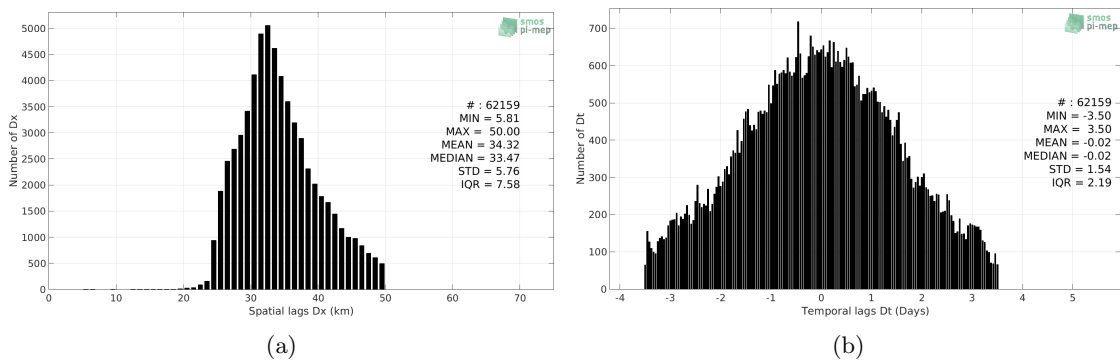 smos
pi-mep
5000
4500
4000
3500
3000
2500
2000
1500
1000
500
0
Number of Dx
# : 62159
MIN = 5.81
MAX = 50.00
MEAN = 34.32
MEDIAN = 33.47
STD = 5.76
IQR = 7.58
0 10 20 30 40 50 60 70
Spatial lags Dx (km)
(a)
smos
pi-mep
700
600
500
400
300
200
100
0
Number of Dt
# : 62159
MIN = -3.50
MAX = 3.50
MEAN = -0.02
MEDIAN = -0.02
STD = 1.54
IQR = 2.19
-4 -3 -2 -1 0 1 2 3 4 5
Temporal lags Dt (Days)
(b)